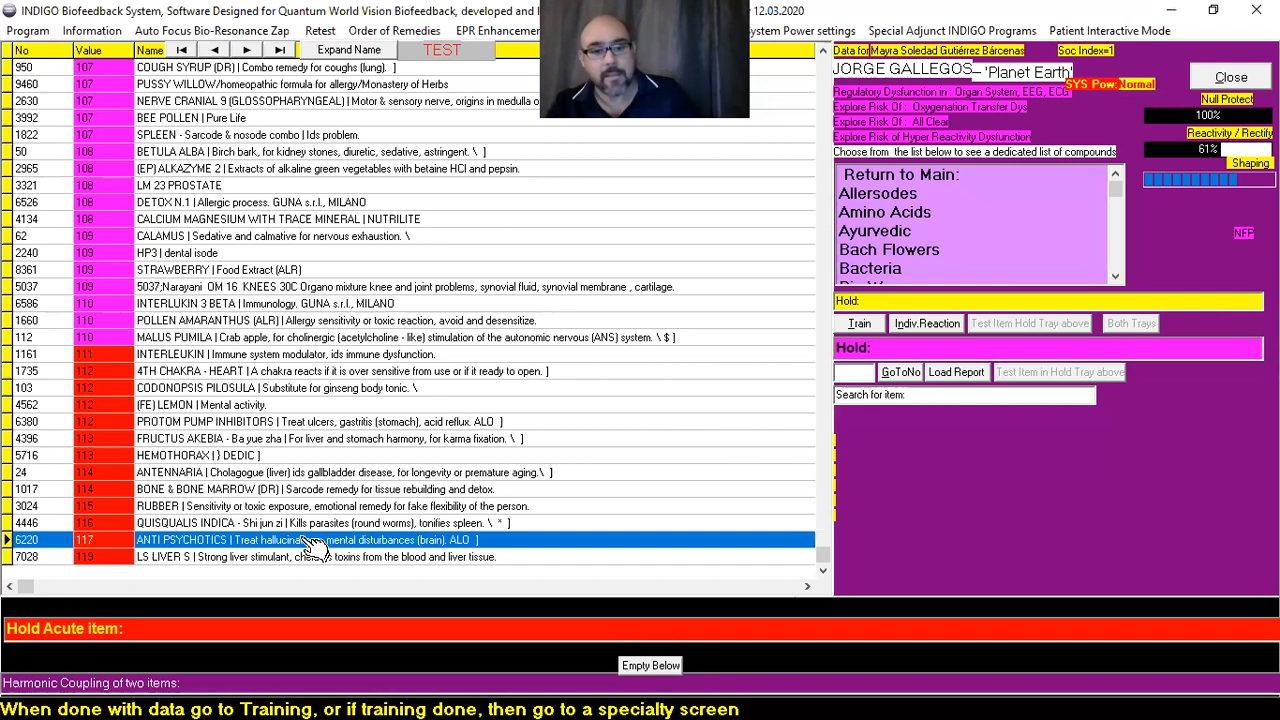 INDIGO Biofeedback System, Software Designed for Quantum World Vision Biofeedback, developed and I 12.03.2020
Program Information Auto Focus Bio-Resonance Zap Retest Oral - Homeopathy EPR Enhancement System Power settings Special Adjunct INDIGO Programs Patient Interactive Mode
No Value Name Expand Name TEST
950 107 COUGH SYRUP (DR) | Combo remedy for coughs (lung). ]
9460 107 PUSSY WILLOW/homeopathic formula for allergy/Monastery of Herbs
2630 107 NERVE CRANIAL 9 (GLOSSOPHARYNGEAL) | Motor & sensory nerve, origins in medulla o
3992 107 BEE POLLEN | Pure Life
1822 107 SPLEEN - Sarcode & nosode combo | Ids problem.
50 108 BETULA ALBA | Birch bark, for kidney stones, diuretic, sedative, astringent. \ ]
2965 108 (EP) ALKAZYME 2 | Extracts of alkaline green vegetables with betaine HCl and pepsin.
3321 108 LM 23 PROSTATE
6526 108 DETOX N.1 | Allergic process. GUNA s.r.l., MILANO
4134 108 CALCIUM MAGNESIUM WITH TRACE MINERAL | NUTRILITE
62 109 CALAMUS | Sedative and calmative for nervous exhaustion. \
2240 109 HP3 | dental isode
8361 109 STRAWBERRY | Food Extract (ALR)
5037 109 5037;Narayani OM 16 KNEES 30C Organo mixture knee and joint problems, synovial fluid, synovial membrane , cartilage.
6586 110 INTERLUKIN 3 BETA | Immunology. GUNA s.r.l., MILANO
1660 110 POLLEN AMARANTHUS (ALR) | Allergy sensitivity or toxic reaction, avoid and desensitize.
112 110 MALUS PUMILA | Crab apple, for cholinergic (acetylcholine - like) stimulation of the autonomic nervous (ANS) system. \ $ ]
1161 111 INTERLEUKIN | Immune system modulator, ids immune dysfunction.
1735 112 4TH CHAKRA - HEART | A chakra reacts if it is over sensitive from use or if it ready to open. ]
103 112 CODONOPSIS PILOSULA | Substitute for ginseng body tonic. \
4562 112 (FE) LEMON | Mental activity.
6380 112 PROTOM PUMP INHIBITORS | Treat ulcers, gastritis (stomach), acid reflux. ALO ]
4396 113 FRUCTUS AKEBIA - Ba yue zha | For liver and stomach harmony, for karma fixation. \ ]
5716 113 HEMOTHORAX | } DEDIC ]
24 114 ANTENNARIA | Cholagogue (liver) ids gallbladder disease, for longevity or premature aging.\ ]
1017 114 BONE & BONE MARROW (DR) | Sarcode remedy for tissue rebuilding and detox.
3024 115 RUBBER | Sensitivity or toxic exposure, emotional remedy for fake flexibility of the person.
4446 116 QUISQUALIS INDICA - Shi jun zi | Kills parasites (round worms), tonifies spleen. \ * ]
6220 117 ANTI PSYCHOTICS | Treat hallucina mental disturbances (brain). ALO ]
7028 119 LS LIVER S | Strong liver stimulant, toxins from the blood and liver tissue.
Data for Mayra Soledad Gutiérrez Bárcenas Soc Index=1
JORGE GALLEGOS – 'Planet Earth'
SYS Pow:Normal
Close
Regulatory Dysfunction in : Organ System, EEG, ECG
Null Protect
Explore Risk Of : Oxygenation Transfer Dys
100%
Explore Risk Of : All Clear
Reactivity / Rectify
Explore Risk of Hyper Reactivity Dysfunction
Choose from the list below to see a dedicated list of compounds
61%
Shaping
NFP
Return to Main:
Allersodes
Amino Acids
Ayurvedic
Bach Flowers
Bacteria
Hold:
Train Indiv.Reaction Test Item Hold Tray above Both Trays
Hold:
GoToNo Load Report Test Item in Hold Tray above
Search for item:
Hold Acute item:
Empty Below
Harmonic Coupling of two items:
When done with data go to Training, or if training done, then go to a specialty screen